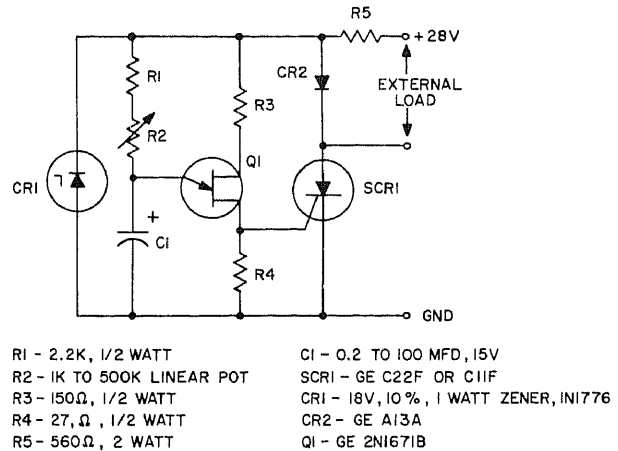 R5
+28V
R1
CR2
EXTERNAL
LOAD
R3
R2
Q1
CR1
SCR1
+
C1
R4
GND
R1 - 2.2K, 1/2 WATT
R2 - 1K TO 500K LINEAR POT
R3 - 150Ω, 1/2 WATT
R4 - 27,Ω, 1/2 WATT
R5 - 560Ω, 2 WATT
C1 - 0.2 TO 100 MFD, 15V
SCR1 - GE C22F OR C11F
CR1 - 18V, 10%, 1 WATT ZENER, 1N1776
CR2 - GE A13A
Q1 - GE 2N1671B